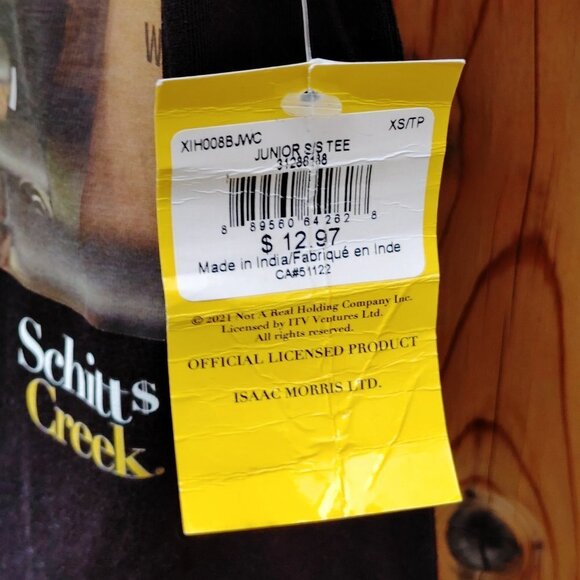 W
XIH008BJWC
XS/TP
JUNIOR S/S TEE
31286168
8 89560 64262 8
$ 12.97
Made in India/Fabriqué en Inde
CA#51122
© 2021 Not A Real Holding Company Inc.
Licensed by ITV Ventures Ltd.
All rights reserved.
OFFICIAL LICENSED PRODUCT
ISAAC MORRIS LTD.
Schitt$
Creek.